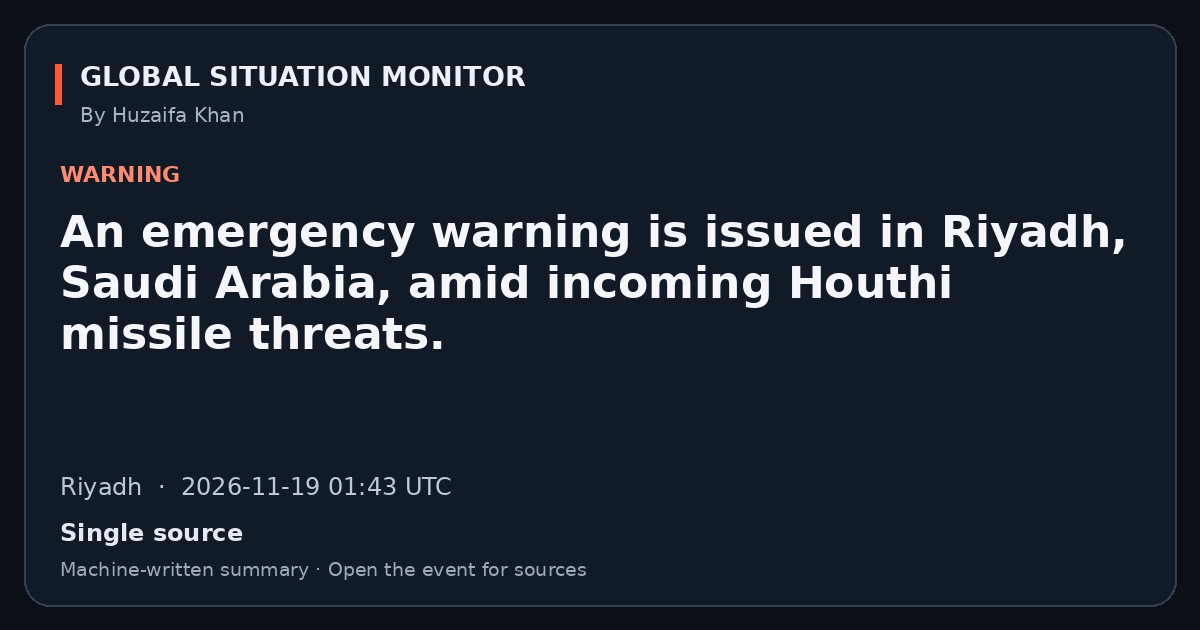 GLOBAL SITUATION MONITOR
By Huzaifa Khan
WARNING
An emergency warning is issued in Riyadh,
Saudi Arabia, amid incoming Houthi
missile threats.
Riyadh · 2026-11-19 01:43 UTC
Single source
Machine-written summary · Open the event for sources